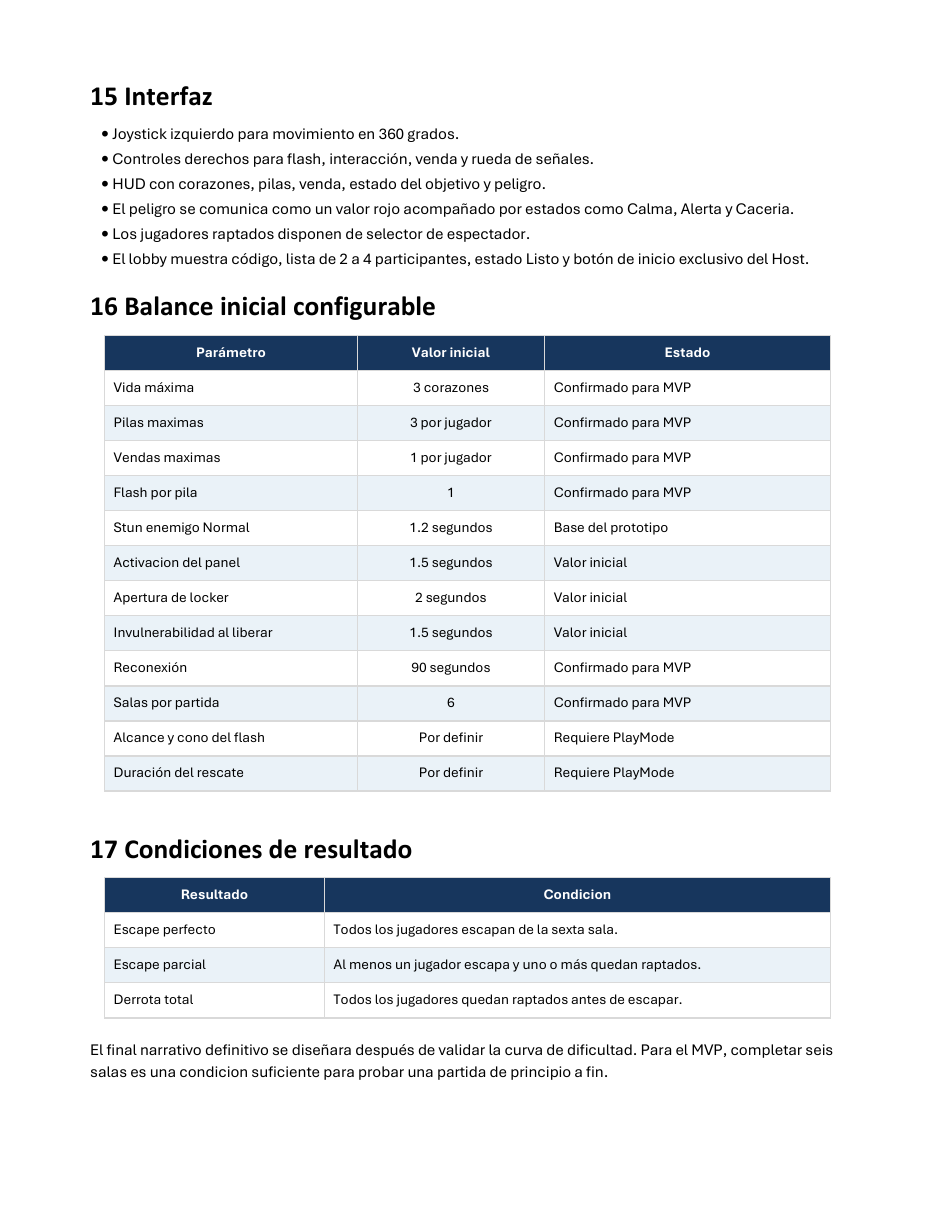 15 Interfaz
• Joystick izquierdo para movimiento en 360 grados.
• Controles derechos para flash, interacción, venda y rueda de señales.
• HUD con corazones, pilas, venda, estado del objetivo y peligro.
• El peligro se comunica como un valor rojo acompañado por estados como Calma, Alerta y Caceria.
• Los jugadores raptados disponen de selector de espectador.
• El lobby muestra código, lista de 2 a 4 participantes, estado Listo y botón de inicio exclusivo del Host.
16 Balance inicial configurable
Parámetro Valor inicial Estado
Vida máxima 3 corazones Confirmado para MVP
Pilas maximas 3 por jugador Confirmado para MVP
Vendas maximas 1 por jugador Confirmado para MVP
Flash por pila 1 Confirmado para MVP
Stun enemigo Normal 1.2 segundos Base del prototipo
Activacion del panel 1.5 segundos Valor inicial
Apertura de locker 2 segundos Valor inicial
Invulnerabilidad al liberar 1.5 segundos Valor inicial
Reconexión 90 segundos Confirmado para MVP
Salas por partida 6 Confirmado para MVP
Alcance y cono del flash Por definir Requiere PlayMode
Duración del rescate Por definir Requiere PlayMode
17 Condiciones de resultado
Resultado Condicion
Escape perfecto Todos los jugadores escapan de la sexta sala.
Escape parcial Al menos un jugador escapa y uno o más quedan raptados.
Derrota total Todos los jugadores quedan raptados antes de escapar.
El final narrativo definitivo se diseñara después de validar la curva de dificultad. Para el MVP, completar seis
salas es una condicion suficiente para probar una partida de principio a fin.